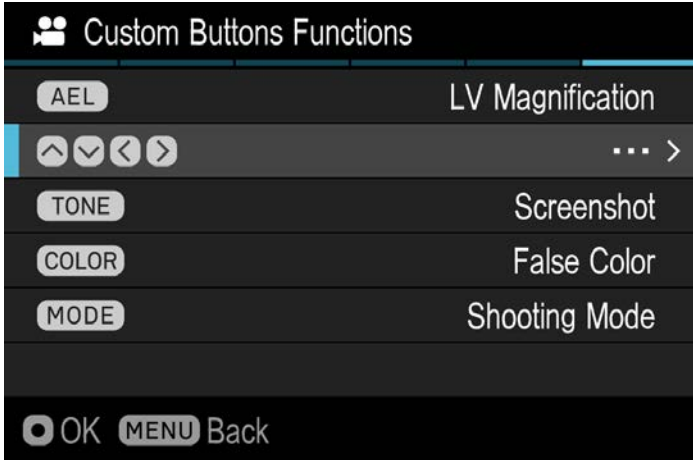 Custom Buttons Functions
AEL LV Magnification
... >
TONE Screenshot
COLOR False Color
MODE Shooting Mode
OK MENU Back